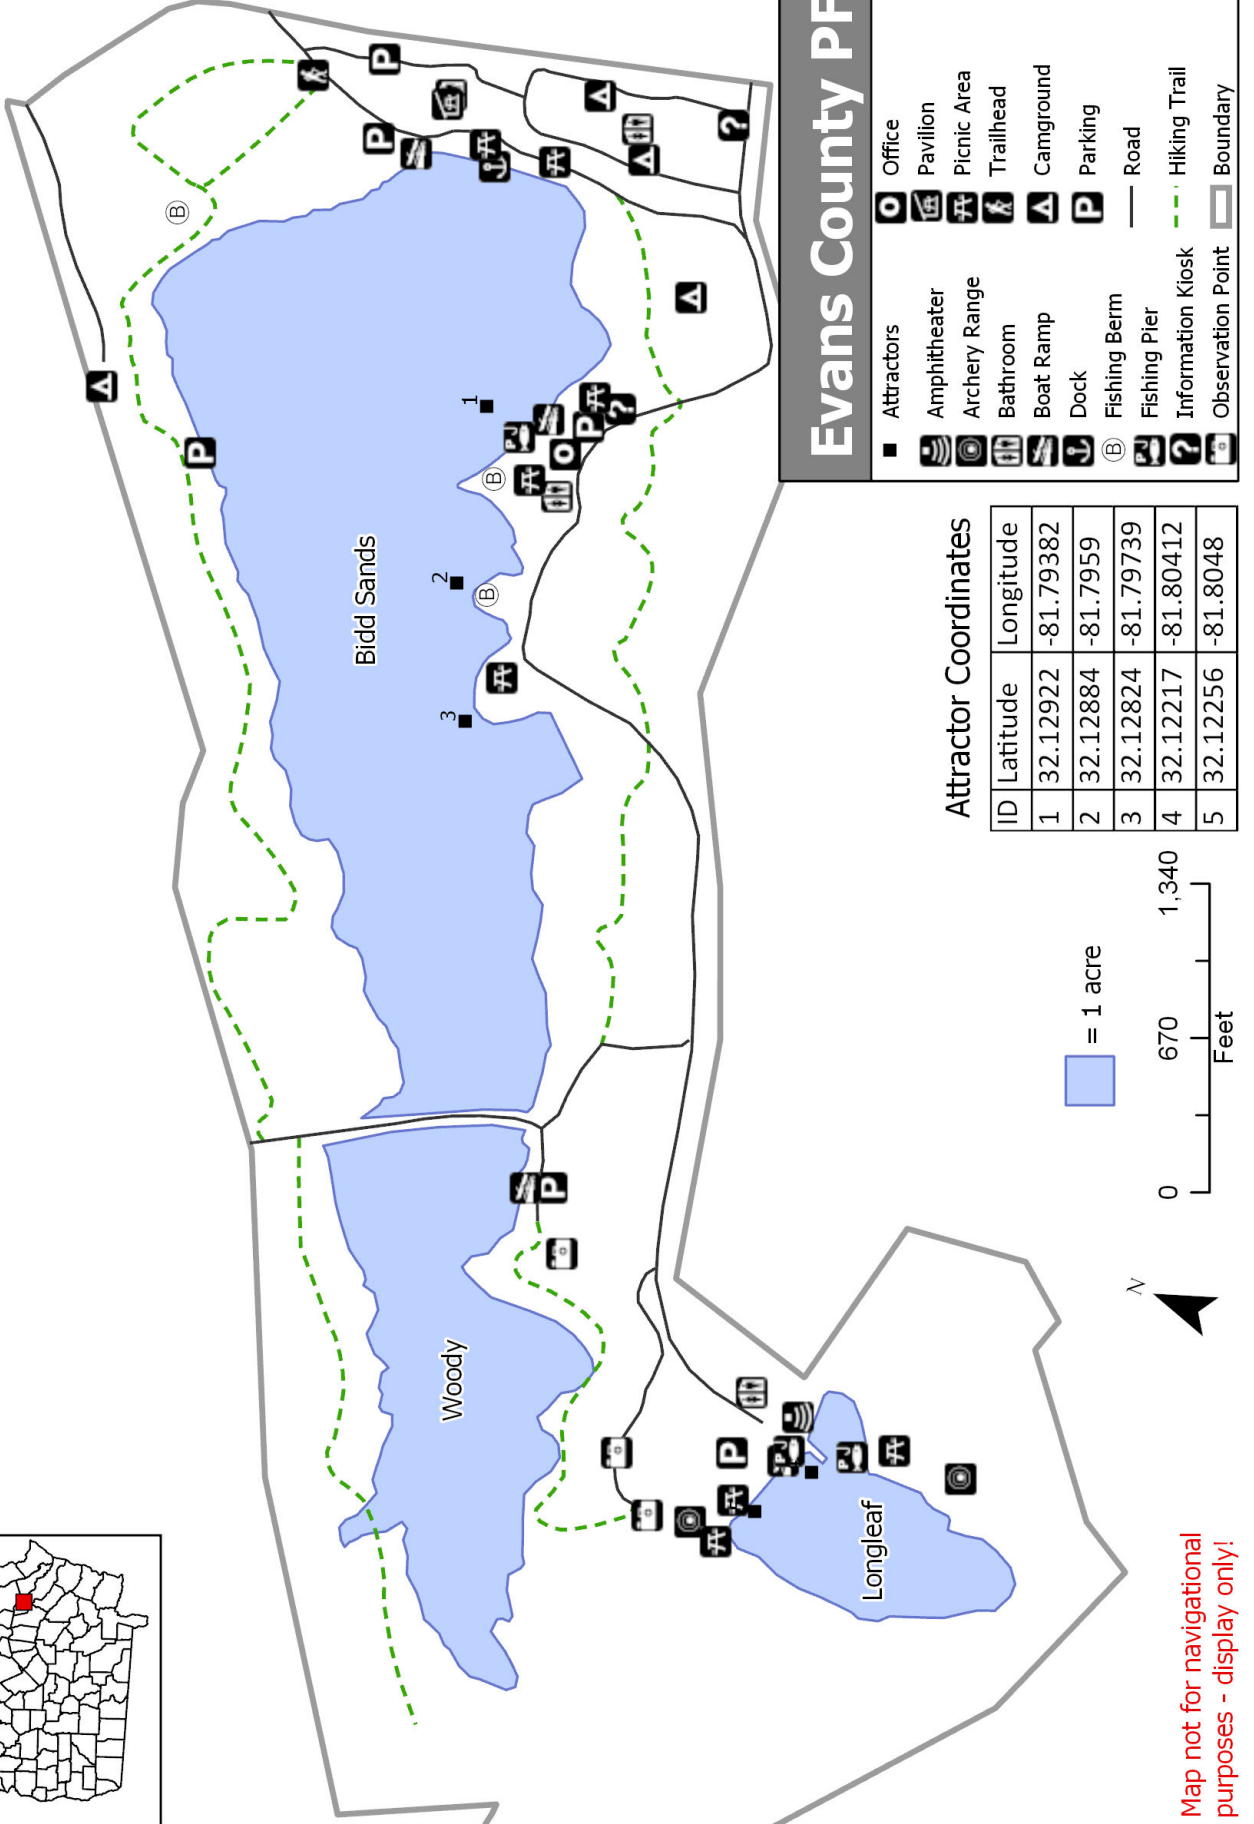 Bidd Sands
1
2
3
Woody
Longleaf
P
P
P
P
P
P
O
?
?
B
B
B
Evans County PF
Attractors
Amphitheater
Archery Range
Bathroom
Boat Ramp
Dock
B Fishing Berm
Fishing Pier
? Information Kiosk
Observation Point
O Office
Pavilion
Picnic Area
Trailhead
Camground
P Parking
Road
Hiking Trail
Boundary
Attractor Coordinates
ID Latitude Longitude
1 32.12922 -81.79382
2 32.12884 -81.7959
3 32.12824 -81.79739
4 32.12217 -81.80412
5 32.12256 -81.8048
= 1 acre
0 670 1,340
Feet
N
Map not for navigational
purposes - display only!